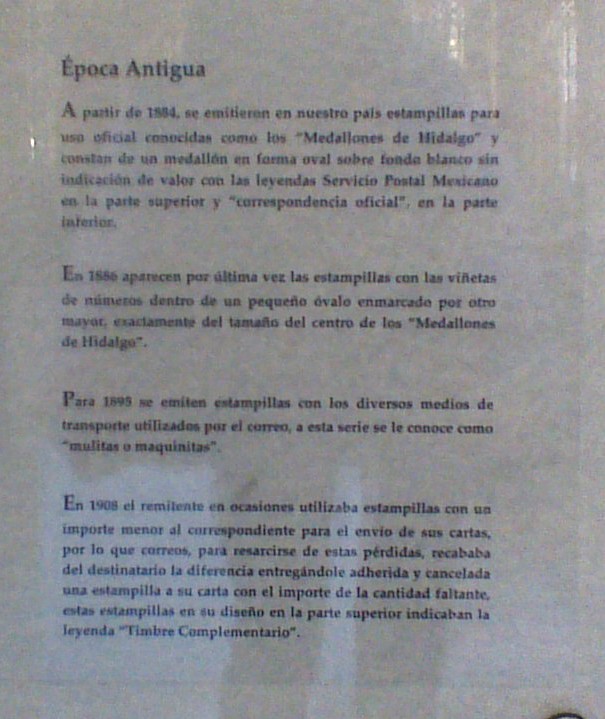 Época Antigua
A partir de 1884, se emitieron en nuestro país estampillas para
uso oficial conocidas como los "Medallones de Hidalgo" y
constan de un medallón en forma oval sobre fondo blanco sin
indicación de valor con las leyendas Servicio Postal Mexicano
en la parte superior y "correspondencia oficial", en la parte
inferior.
En 1886 aparecen por última vez las estampillas con las viñetas
de números dentro de un pequeño óvalo enmarcado por otro
mayor, exactamente del tamaño del centro de los "Medallones
de Hidalgo".
Para 1895 se emiten estampillas con los diversos medios de
transporte utilizados por el correo, a esta serie se le conoce como
"mulitas o maquinitas".
En 1908 el remitente en ocasiones utilizaba estampillas con un
importe menor al correspondiente para el envío de sus cartas,
por lo que correos, para resarcirse de estas pérdidas, recababa
del destinatario la diferencia entregándole adherida y cancelada
una estampilla a su carta con el importe de la cantidad faltante,
estas estampillas en su diseño en la parte superior indicaban la
leyenda "Timbre Complementario".